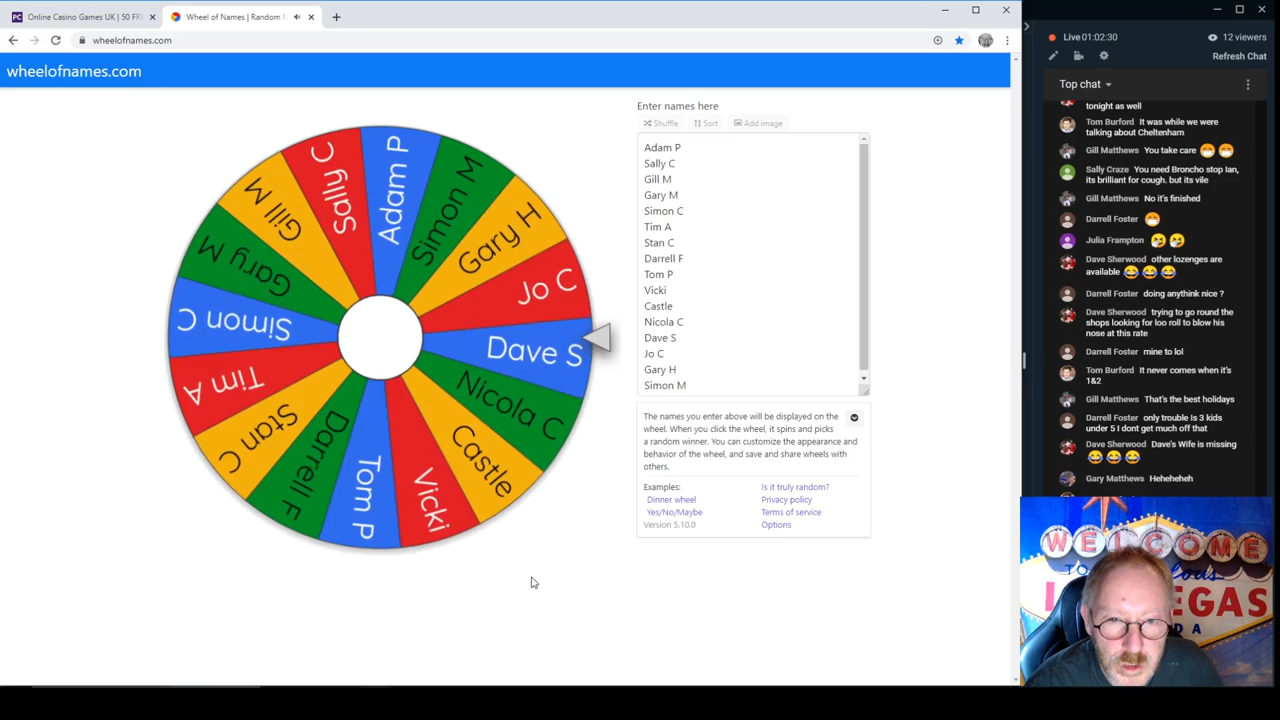 Online Casino Games UK | 50 FR
Wheel of Names | Random N
wheelofnames.com
wheelofnames.com
Adam P
Simon M
Gary H
Jo C
Dave S
Nicola C
Castle
Vicki
Tom P
Darrell F
Stan C
Tim A
Simon C
Gary M
Gill M
Sally C
Enter names here
Shuffle Sort Add image
Adam P
Sally C
Gill M
Gary M
Simon C
Tim A
Stan C
Darrell F
Tom P
Vicki
Castle
Nicola C
Dave S
Jo C
Gary H
Simon M
The names you enter above will be displayed on the
wheel. When you click the wheel, it spins and picks
a random winner. You can customize the appearance and
behavior of the wheel, and save and share wheels with
others.
Examples: Is it truly random?
Dinner wheel Privacy policy
Yes/No/Maybe Terms of service
Version 5.10.0 Options
Live 01:02:30 12 viewers
Refresh Chat
Top chat
tonight as well
Tom Burford It was while we were
talking about Cheltenham
Gill Matthews You take care 😷 😷
Sally Craze You need Broncho stop Ian,
its brilliant for cough. but its vile
Gill Matthews No it's finished
Darrell Foster 😷
Julia Frampton 🤧 🤧
Dave Sherwood other lozenges are
available 😂 😂 😂
Darrell Foster doing anythink nice ?
Dave Sherwood trying to go round the
shops looking for loo roll to blow his
nose at this rate
Darrell Foster mine to lol
Tom Burford It never comes when it's
1&2
Gill Matthews That's the best holidays
Darrell Foster only trouble Is 3 kids
under 5 I dont get much off that
Dave Sherwood Dave's Wife is missing
😂 😂 😂
Gary Matthews Heheheheh
WELCOME